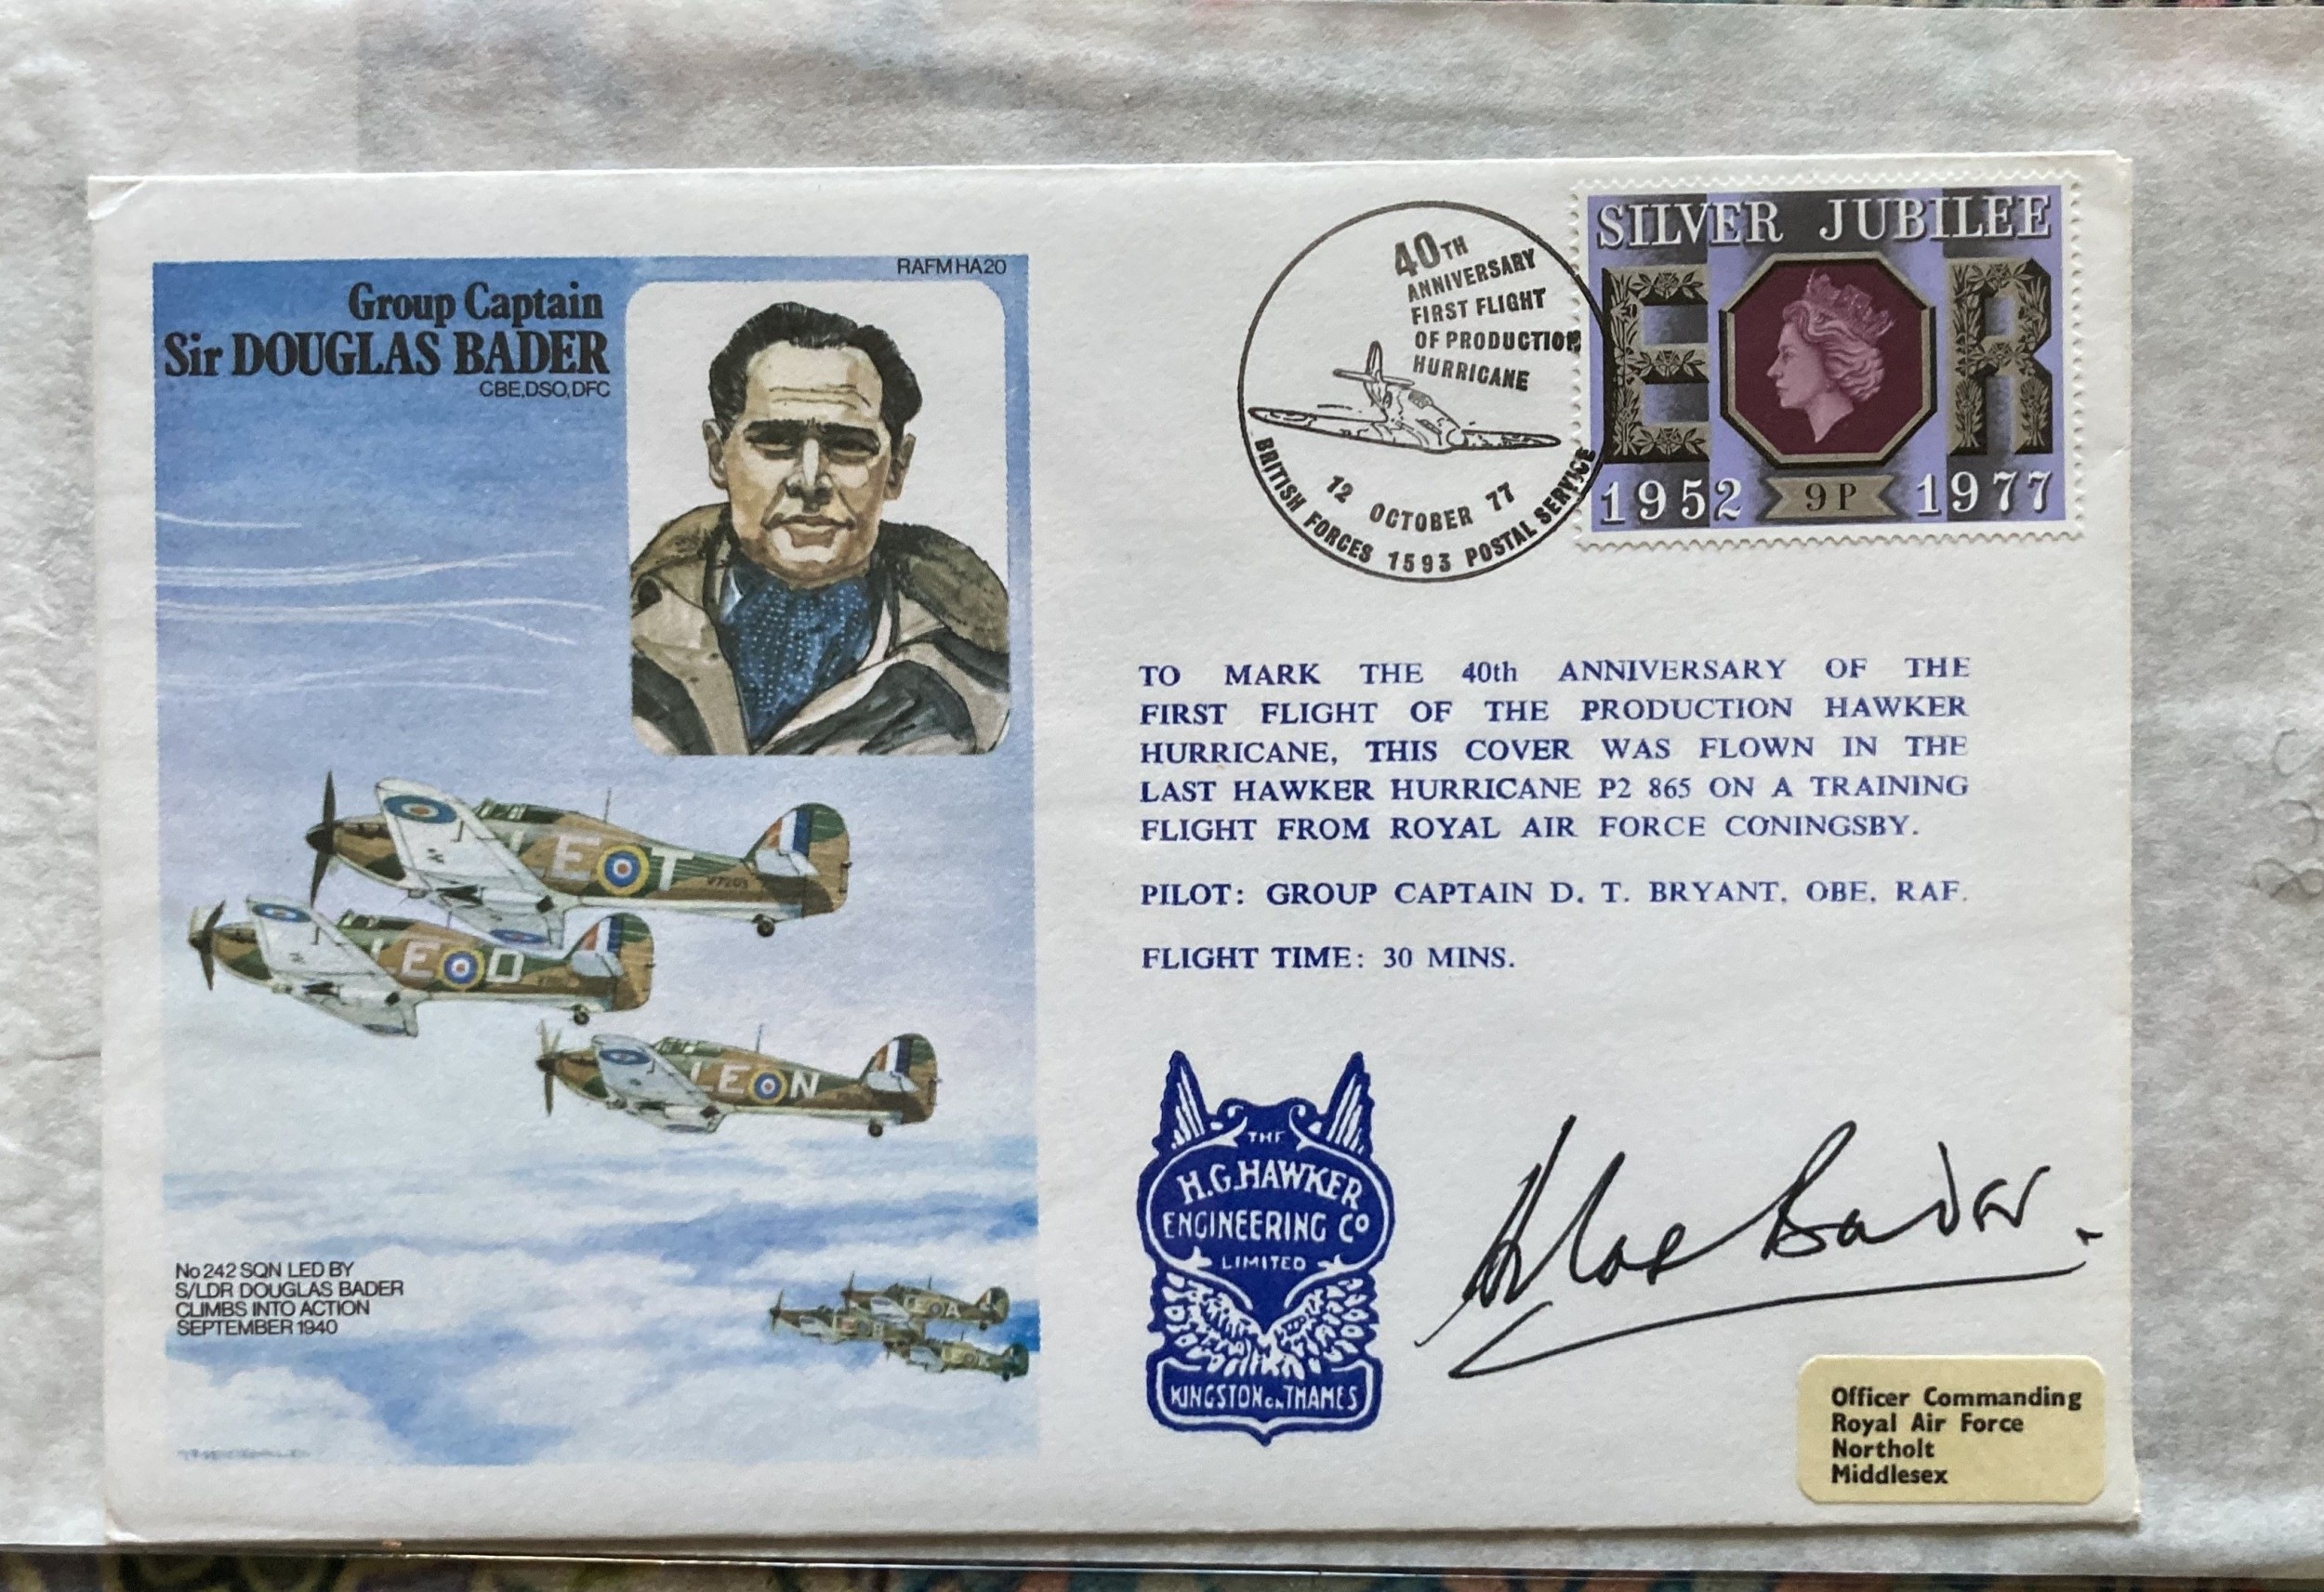 RAFM HA20
Group Captain
Sir DOUGLAS BADER
CBE,DSO,DFC
40TH
ANNIVERSARY
FIRST FLIGHT
OF PRODUCTION
HURRICANE
12 OCTOBER 77
BRITISH FORCES 1593 POSTAL SERVICE
SILVER JUBILEE
E R
1952 9P 1977
TO MARK THE 40th ANNIVERSARY OF THE
FIRST FLIGHT OF THE PRODUCTION HAWKER
HURRICANE, THIS COVER WAS FLOWN IN THE
LAST HAWKER HURRICANE P2 865 ON A TRAINING
FLIGHT FROM ROYAL AIR FORCE CONINGSBY.
PILOT: GROUP CAPTAIN D. T. BRYANT, OBE, RAF.
FLIGHT TIME: 30 MINS.
LE T
LE D
LE N
No 242 SQN LED BY
S/LDR DOUGLAS BADER
CLIMBS INTO ACTION
SEPTEMBER 1940
THE
H.G.HAWKER
ENGINEERING Co
LIMITED
KINGSTON on THAMES
Bader
Officer Commanding
Royal Air Force
Northolt
Middlesex